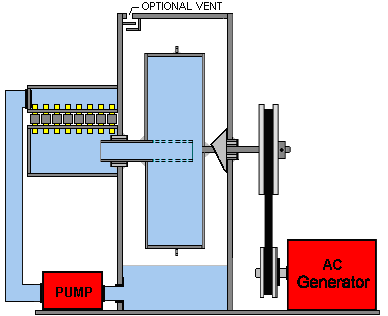 OPTIONAL VENT
PUMP
AC
Generator